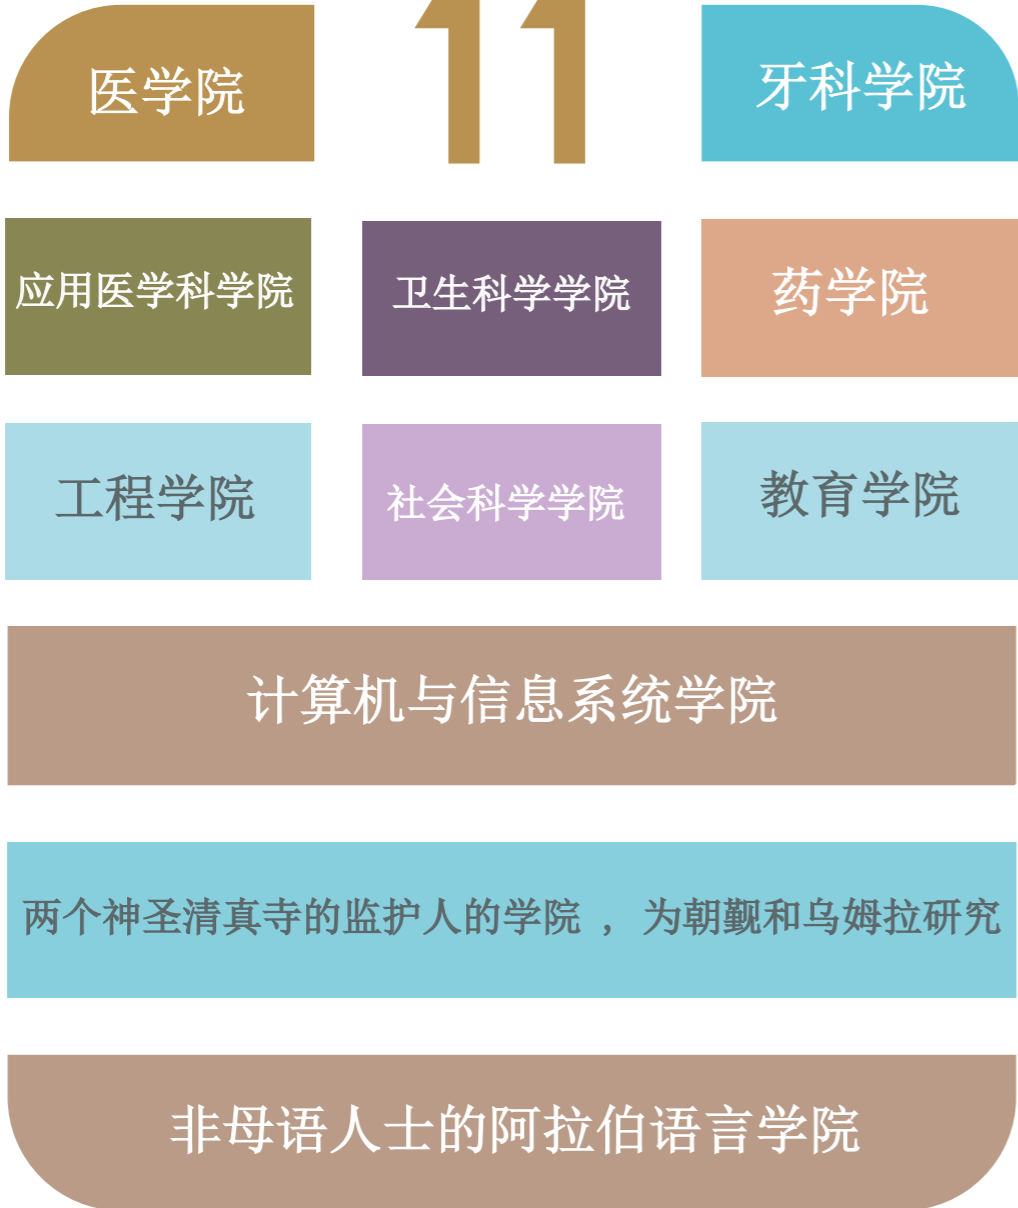 医学院
11
牙科学院
应用医学科学院
卫生科学学院
药学院
工程学院
社会科学学院
教育学院
计算机与信息系统学院
两个神圣清真寺的监护人的学院 ，为朝觐和乌姆拉研究
非母语人士的阿拉伯语言学院